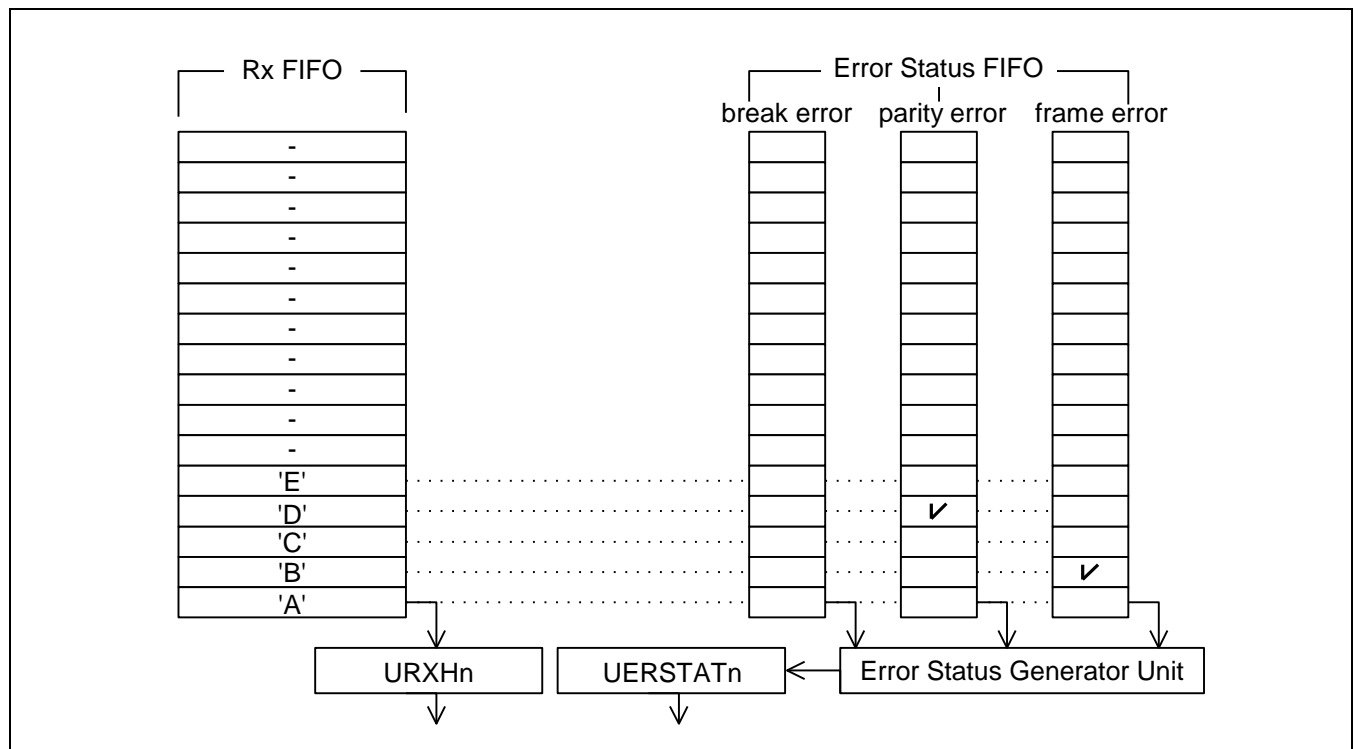 Rx FIFO
Error Status FIFO
break error parity error frame error
-
-
-
-
-
-
-
-
-
-
-
'E'
'D'
'C'
'B'
'A'
URXHn
UERSTATn
Error Status Generator Unit